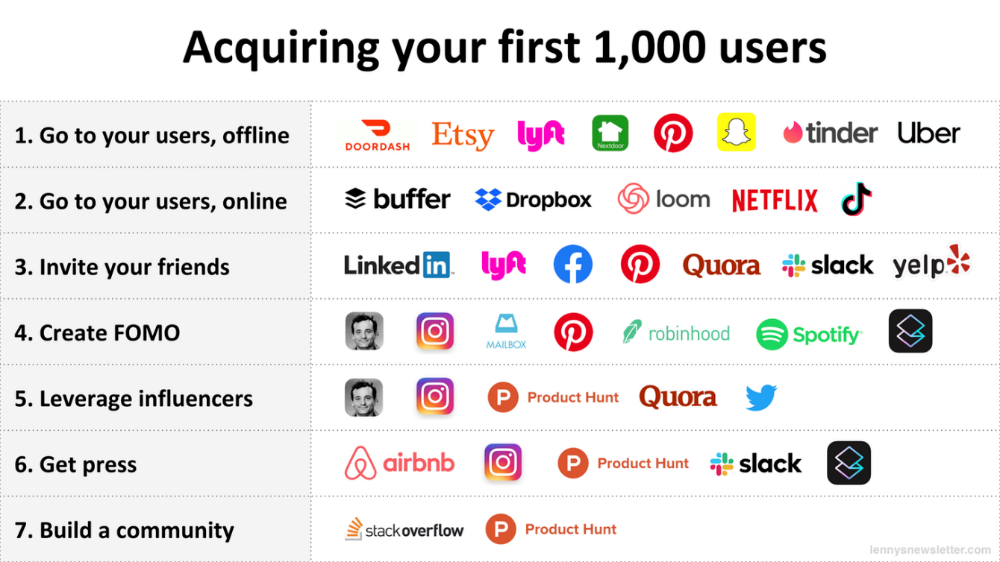 Acquiring your first 1,000 users
1. Go to your users, offline
DOORDASH Etsy lyft Nextdoor tinder Uber
2. Go to your users, online
buffer Dropbox loom NETFLIX
3. Invite your friends
Linked in lyft Quora slack yelp
4. Create FOMO
MAILBOX robinhood Spotify
5. Leverage influencers
P Product Hunt Quora
6. Get press
airbnb P Product Hunt slack
7. Build a community
stackoverflow P Product Hunt
lennysnewsletter.com